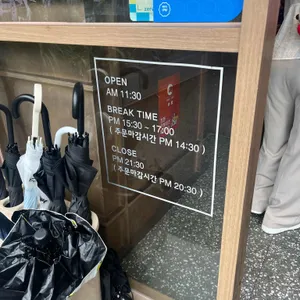 OPEN
AM 11:30
BREAK TIME
PM 15:30 ~ 17:00
( 주문마감시간 PM 14:30 )
CLOSE
PM 21:30
( 주문마감시간 PM 20:30 )